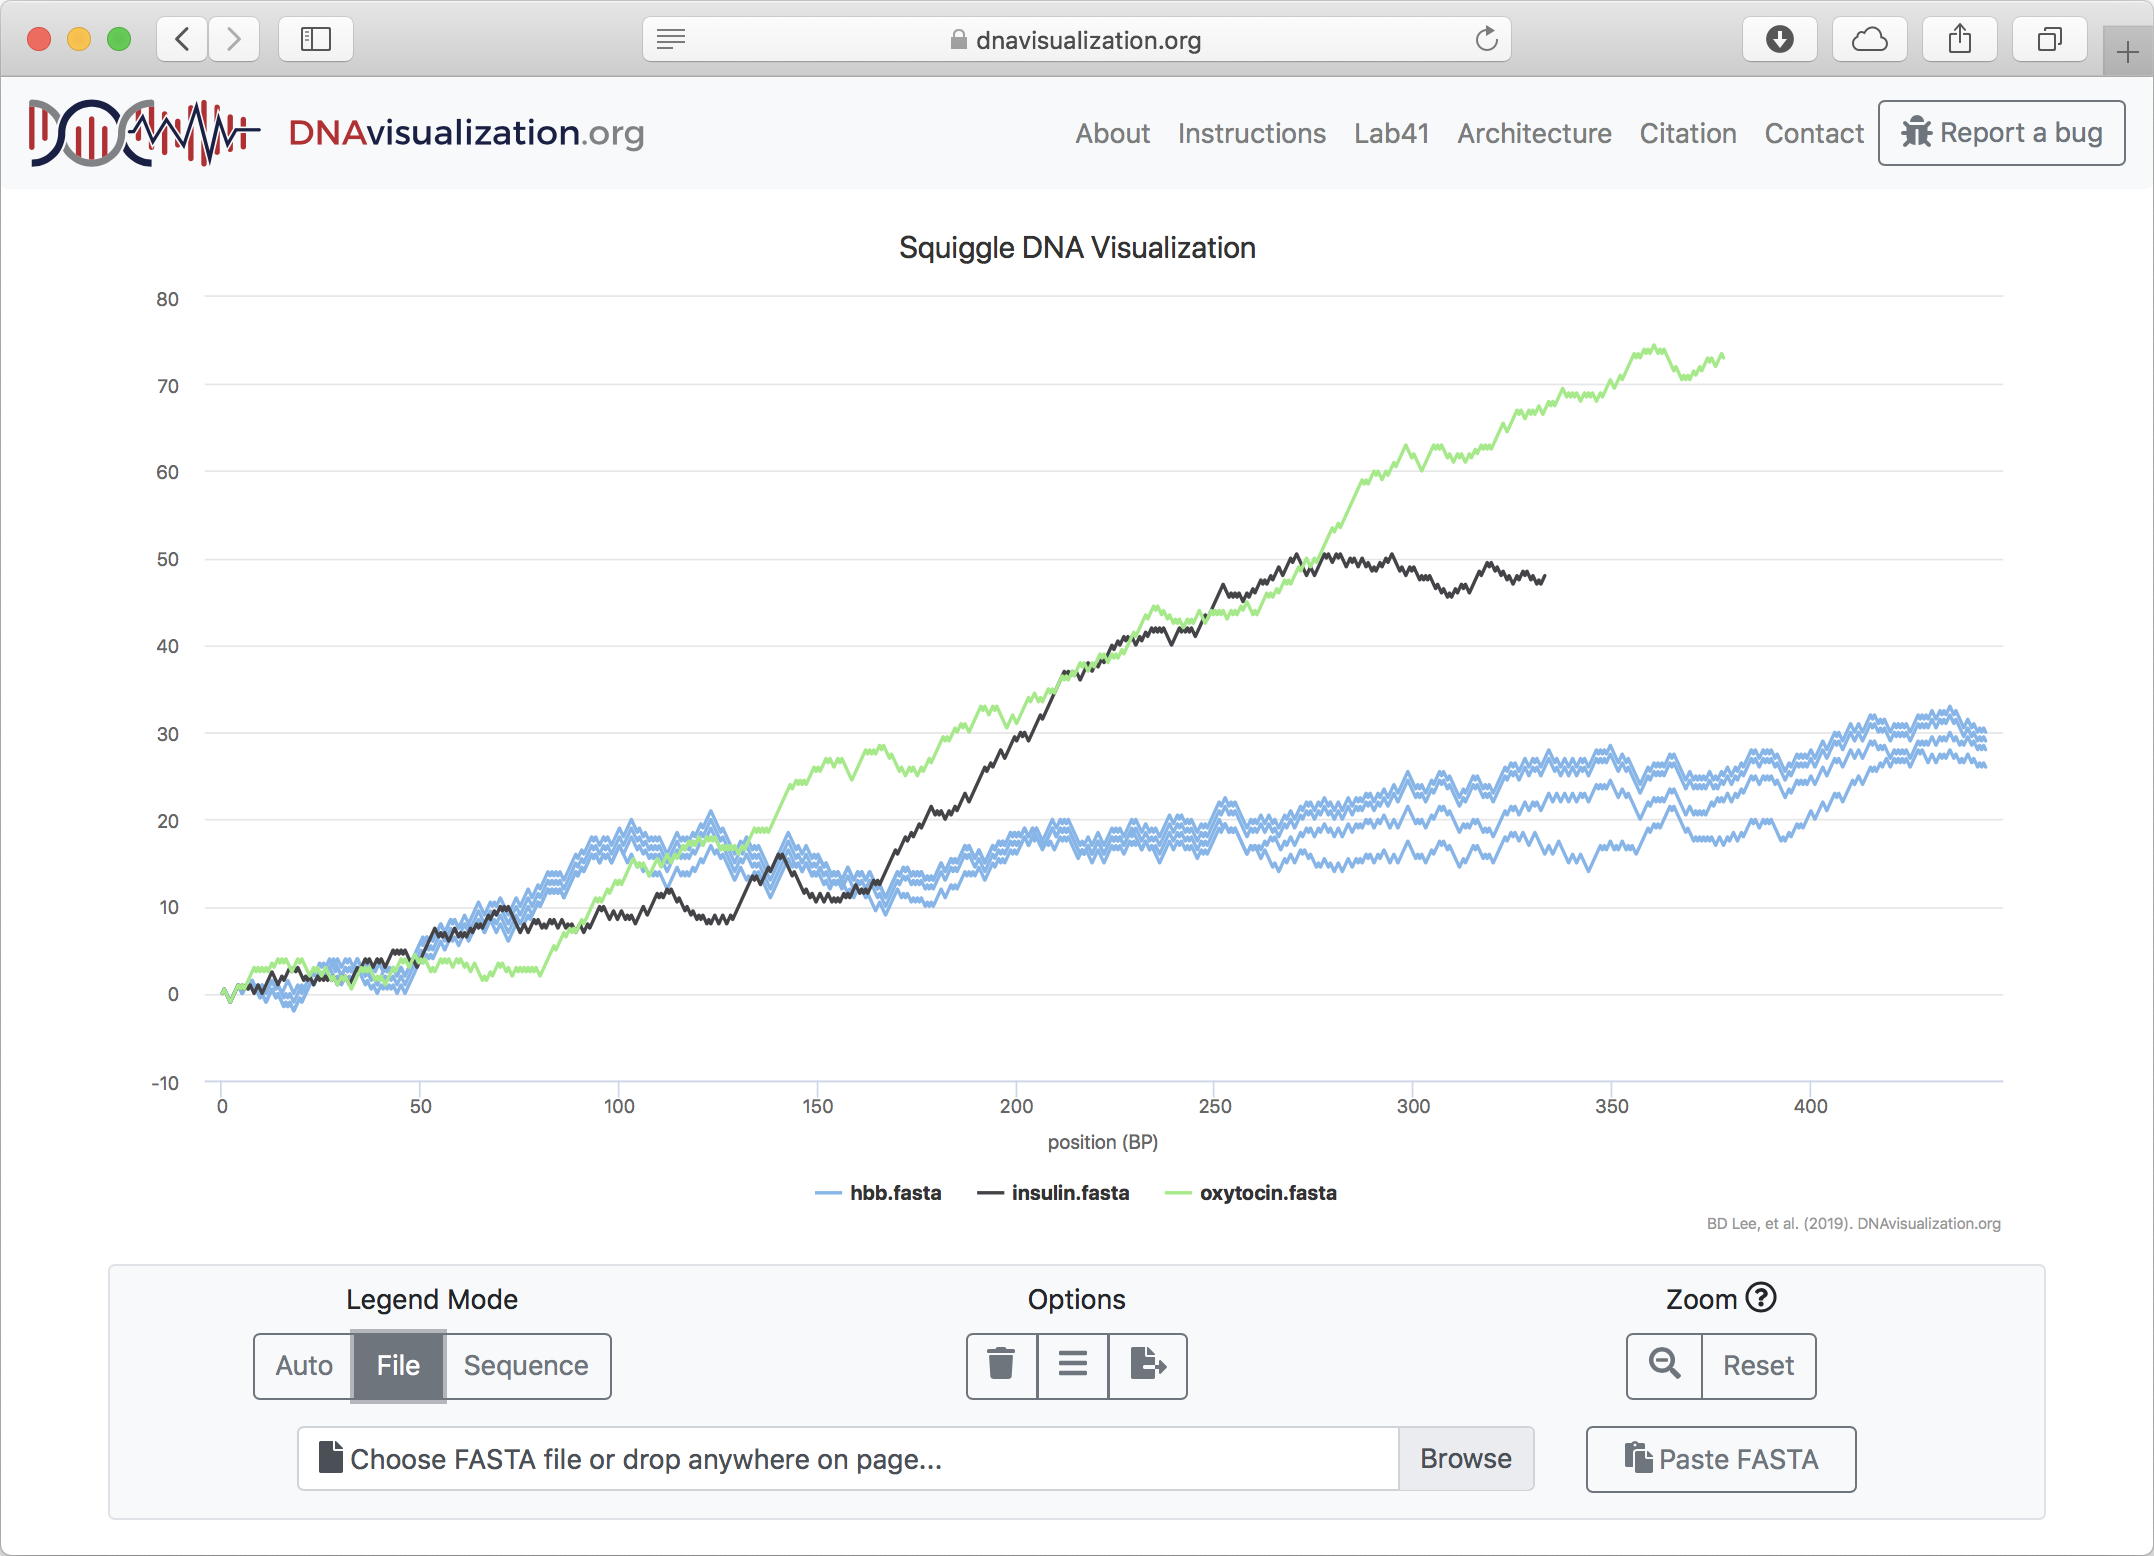 dnavisualization.org
DNAvisualization.org
About Instructions Lab41 Architecture Citation Contact Report a bug
Squiggle DNA Visualization
80
70
60
50
40
30
20
10
0
-10
0 50 100 150 200 250 300 350 400
position (BP)
hbb.fasta insulin.fasta oxytocin.fasta
BD Lee, et al. (2019). DNAvisualization.org
Legend Mode Options Zoom ?
Auto File Sequence Reset
Choose FASTA file or drop anywhere on page... Browse Paste FASTA